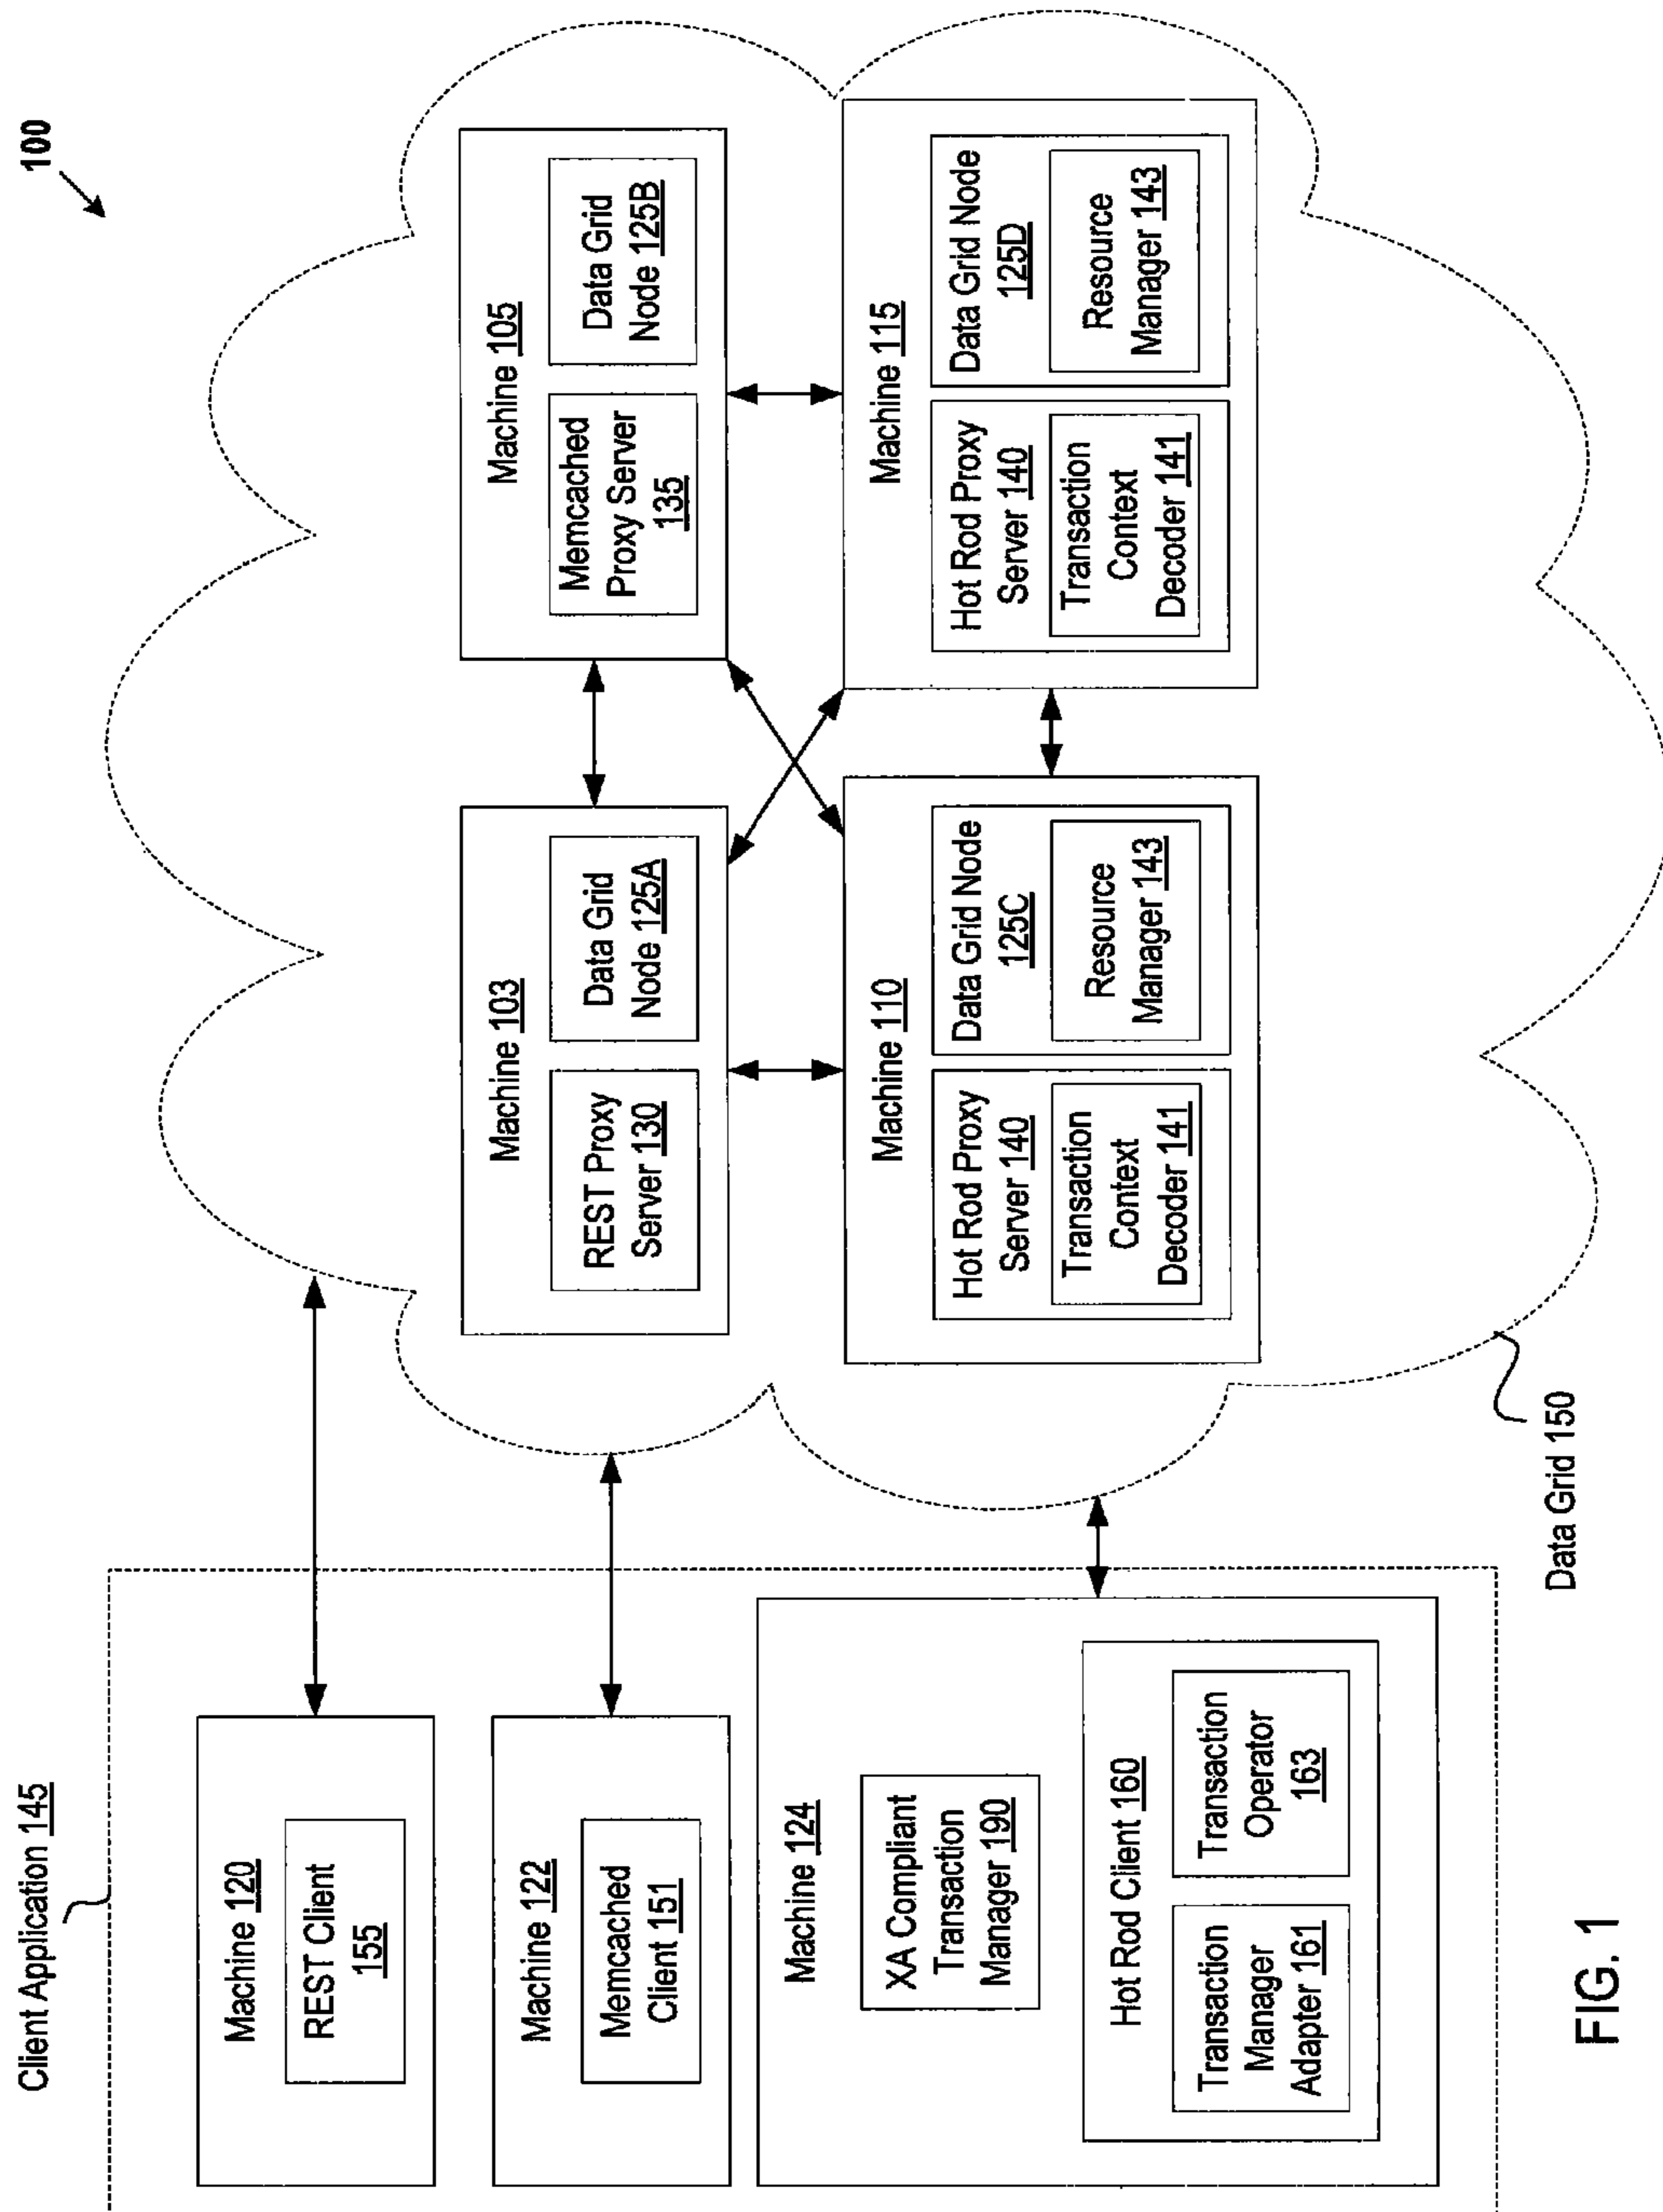 100
Client Application 145
Machine 120
REST Client
155
Machine 122
Memcached
Client 151
Machine 124
XA Compliant
Transaction
Manager 190
Hot Rod Client 160
Transaction
Manager
Adapter 161
Transaction
Operator
163
Machine 103
REST Proxy
Server 130
Data Grid
Node 125A
Machine 105
Memcached
Proxy Server
135
Data Grid
Node 125B
Machine 110
Hot Rod Proxy
Server 140
Transaction
Context
Decoder 141
Data Grid Node
125C
Resource
Manager 143
Machine 115
Hot Rod Proxy
Server 140
Transaction
Context
Decoder 141
Data Grid Node
125D
Resource
Manager 143
Data Grid 150
FIG. 1